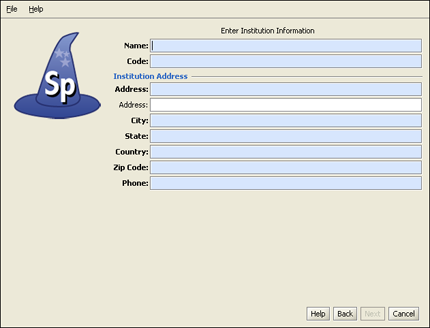 File Help
Sp
Enter Institution Information
Name:
Code:
Institution Address
Address:
Address:
City:
State:
Country:
Zip Code:
Phone:
Help Back Next Cancel